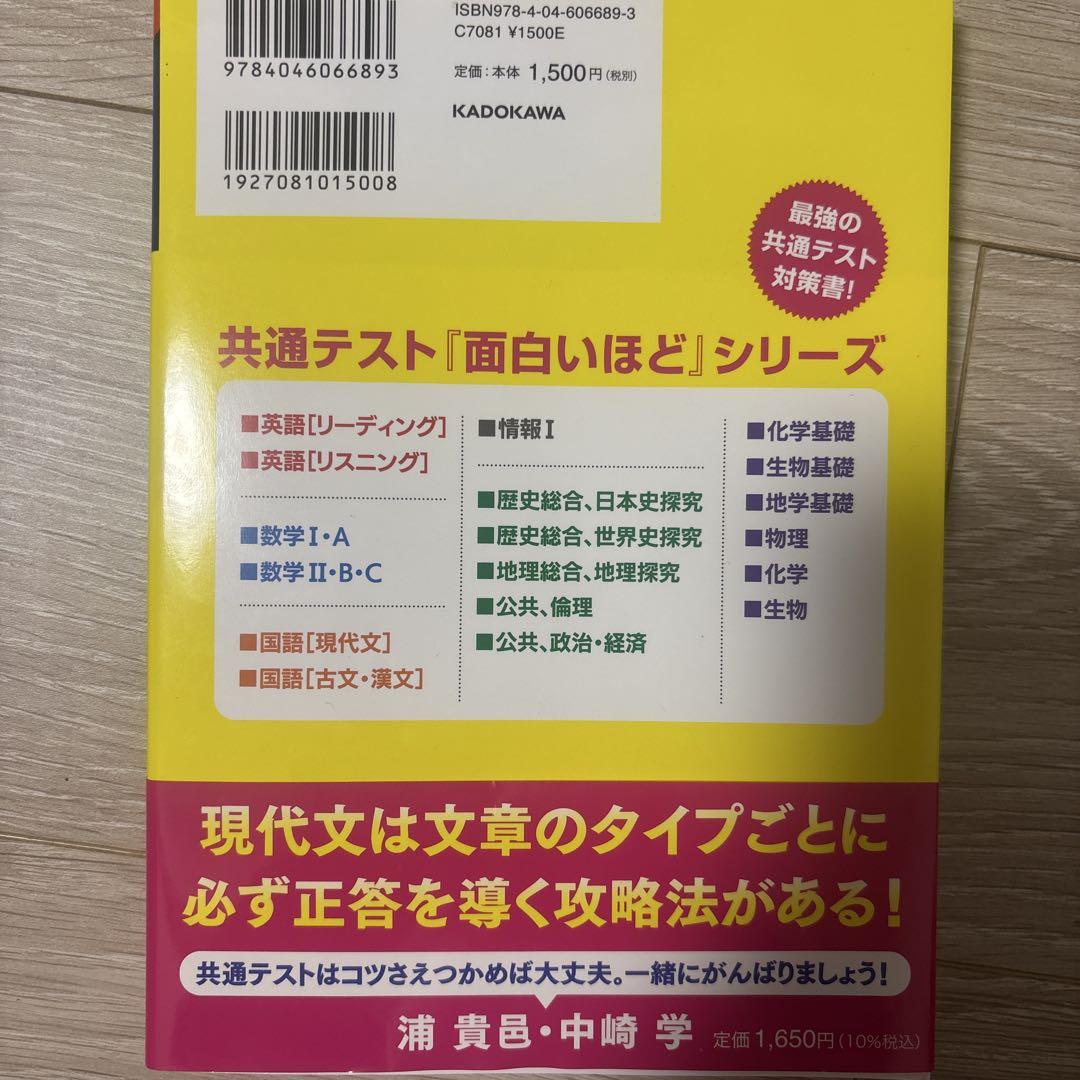 ISBN978-4-04-606689-3
C7081 ¥1500E
9784046066893
定価:本体 1,500円(税別)
KADOKAWA
1927081015008
最強の
共通テスト
対策書!
共通テスト『面白いほど』シリーズ
■英語[リーディング]
■英語[リスニング]
■数学Ⅰ・A
■数学Ⅱ・B・C
■国語[現代文]
■国語[古文・漢文]
■情報Ⅰ
■歴史総合、日本史探究
■歴史総合、世界史探究
■地理総合、地理探究
■公共、倫理
■公共、政治・経済
■化学基礎
■生物基礎
■地学基礎
■物理
■化学
■生物
現代文は文章のタイプごとに
必ず正答を導く攻略法がある!
共通テストはコツさえつかめば大丈夫。一緒にがんばりましょう!
浦 貴邑・中崎 学
定価1,650円(10%税込)